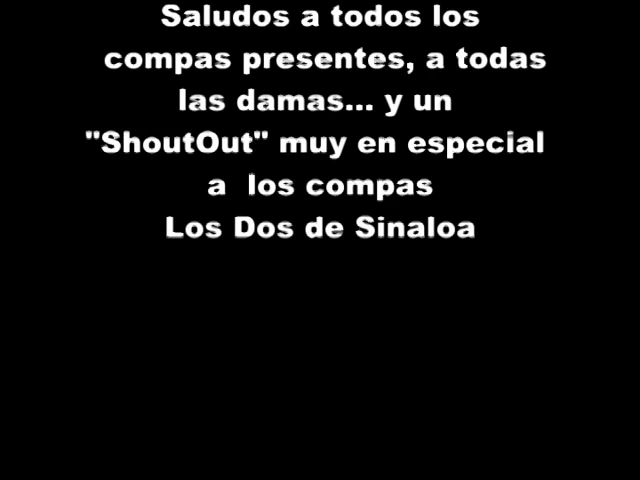 Saludos a todos los
compas presentes, a todas
las damas... y un
"ShoutOut" muy en especial
a los compas
Los Dos de Sinaloa